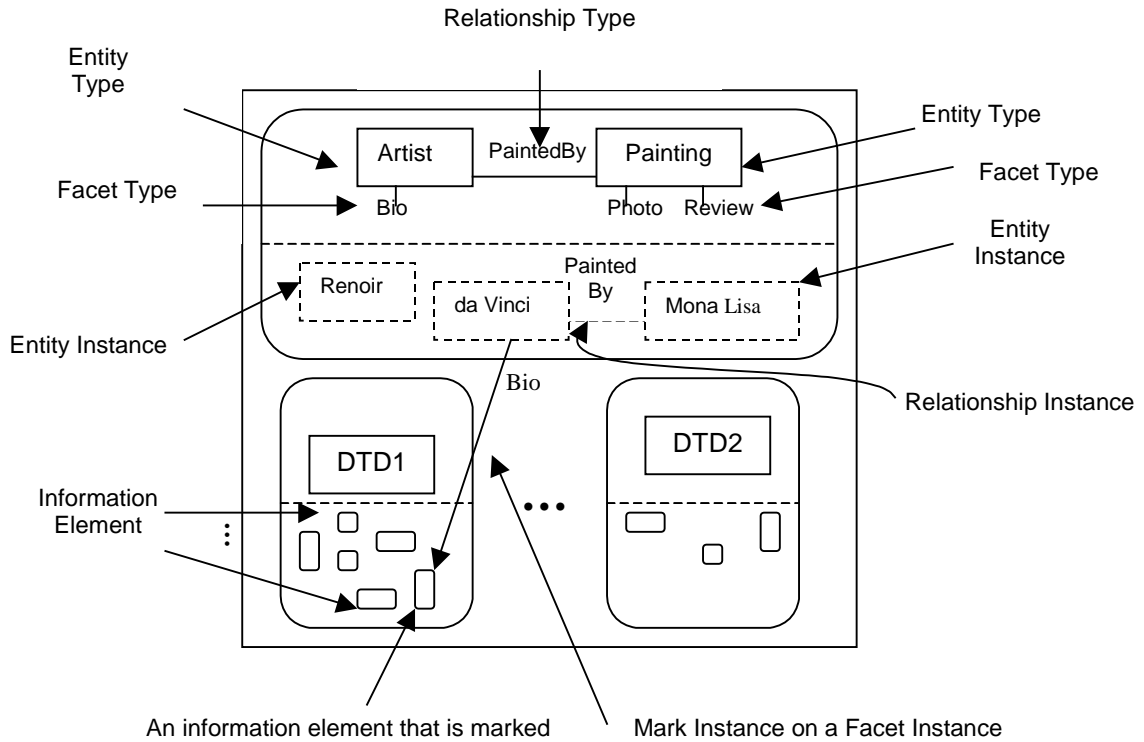 Relationship Type
Entity
Type
Entity Type
Artist
PaintedBy
Painting
Facet Type
Facet Type
Bio
Photo
Review
Entity
Instance
Painted
By
Renoir
da Vinci
Mona Lisa
Entity Instance
Bio
Relationship Instance
DTD1
DTD2
Information
Element
...
...
An information element that is marked
Mark Instance on a Facet Instance